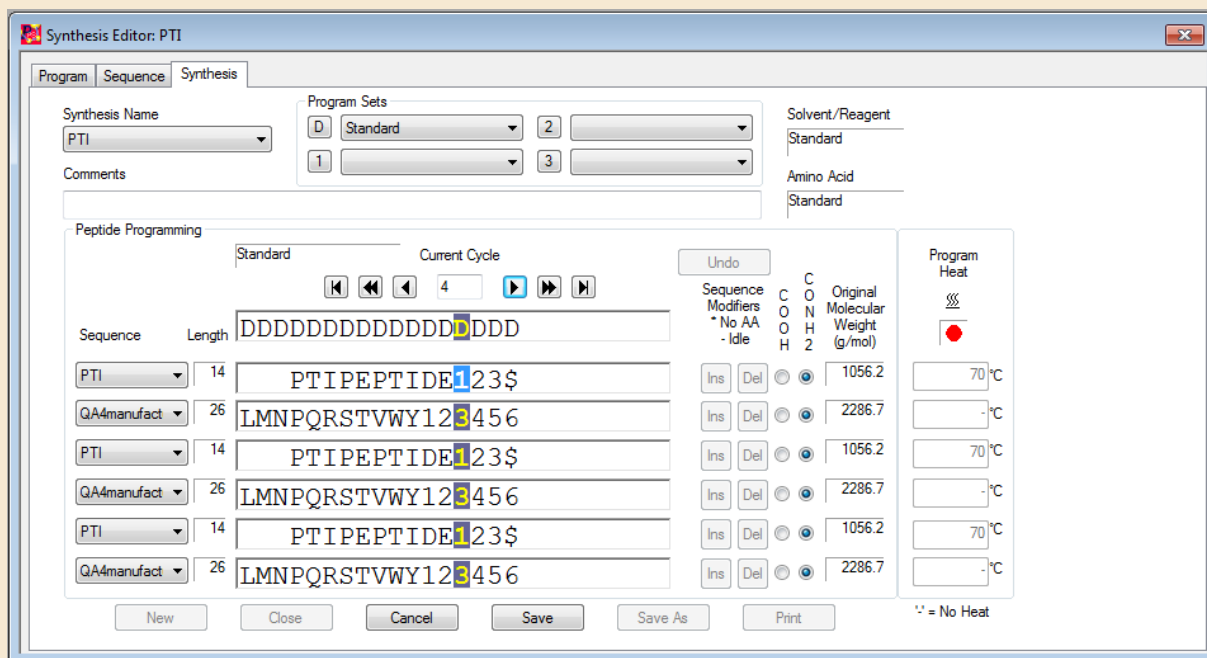 Synthesis Editor: PTI
Program Sequence Synthesis
Synthesis Name
PTI
Program Sets
D Standard 2
1 3
Solvent/Reagent
Standard
Comments
Amino Acid
Standard
Peptide Programming
Standard Current Cycle
4
Undo
Sequence Modifiers
* No AA
- Idle
COOH
CONH2
Original Molecular Weight (g/mol)
Program Heat
Sequence Length DDDDDDDDDDDDDDDDD
PTI 14 PTIPEPTIDE123$ Ins Del 1056.2 70 °C
QA4manufact 26 LMNPQRSTVWY123456 Ins Del 2286.7 - °C
PTI 14 PTIPEPTIDE123$ Ins Del 1056.2 70 °C
QA4manufact 26 LMNPQRSTVWY123456 Ins Del 2286.7 - °C
PTI 14 PTIPEPTIDE123$ Ins Del 1056.2 70 °C
QA4manufact 26 LMNPQRSTVWY123456 Ins Del 2286.7 - °C
New Close Cancel Save Save As Print
'-' = No Heat